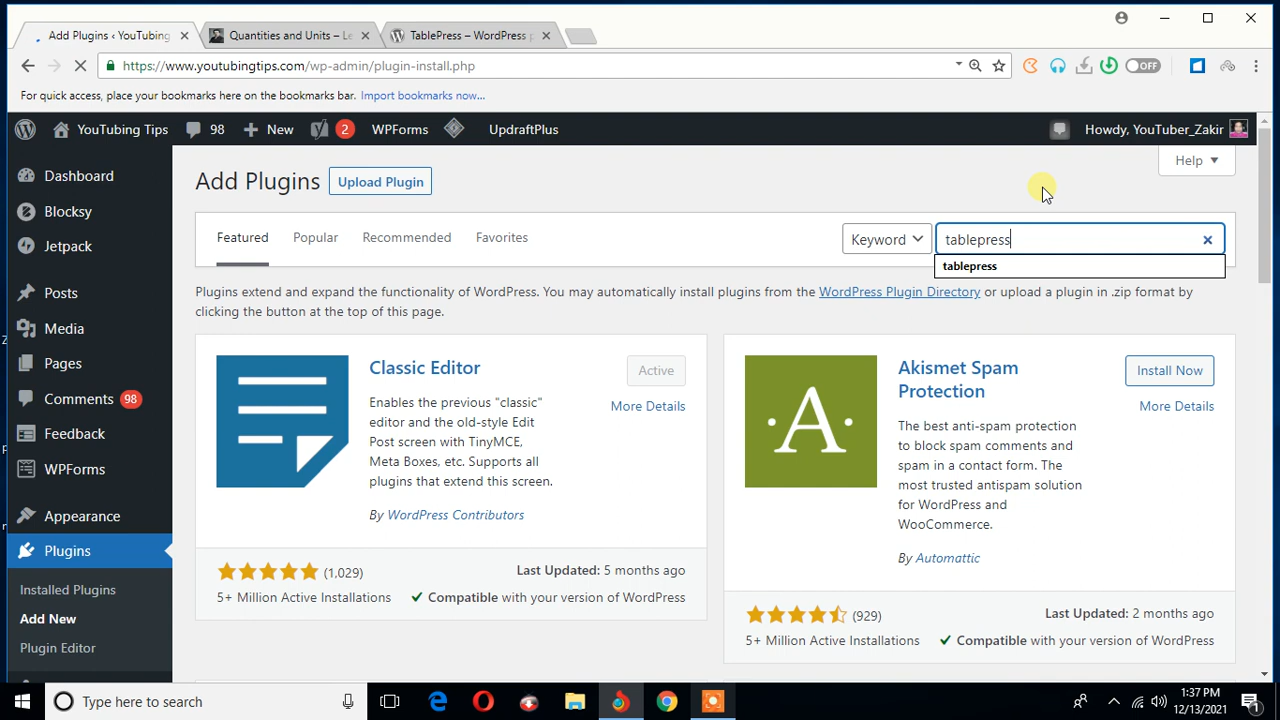 Add Plugins ‹ YouTubing
Quantities and Units – Le
TablePress – WordPress p
https://www.youtubingtips.com/wp-admin/plugin-install.php
OFF
For quick access, place your bookmarks here on the bookmarks bar. Import bookmarks now...
YouTubing Tips
98
New
2
WPForms
UpdraftPlus
Howdy, YouTuber_Zakir
Help
Dashboard
Blocksy
Jetpack
Posts
Media
Pages
Comments 98
Feedback
WPForms
Appearance
Plugins
Installed Plugins
Add New
Plugin Editor
Add Plugins
Upload Plugin
Featured
Popular
Recommended
Favorites
Keyword
tablepress
tablepress
Plugins extend and expand the functionality of WordPress. You may automatically install plugins from the WordPress Plugin Directory or upload a plugin in .zip format by
clicking the button at the top of this page.
Classic Editor
Active
More Details
Enables the previous "classic"
editor and the old-style Edit
Post screen with TinyMCE,
Meta Boxes, etc. Supports all
plugins that extend this screen.
By WordPress Contributors
(1,029)
Last Updated: 5 months ago
5+ Million Active Installations
Compatible with your version of WordPress
A
Akismet Spam
Protection
Install Now
More Details
The best anti-spam protection
to block spam comments and
spam in a contact form. The
most trusted antispam solution
for WordPress and
WooCommerce.
By Automattic
(929)
Last Updated: 2 months ago
5+ Million Active Installations
Compatible with your version of WordPress
Type here to search
1:37 PM
12/13/2021
1